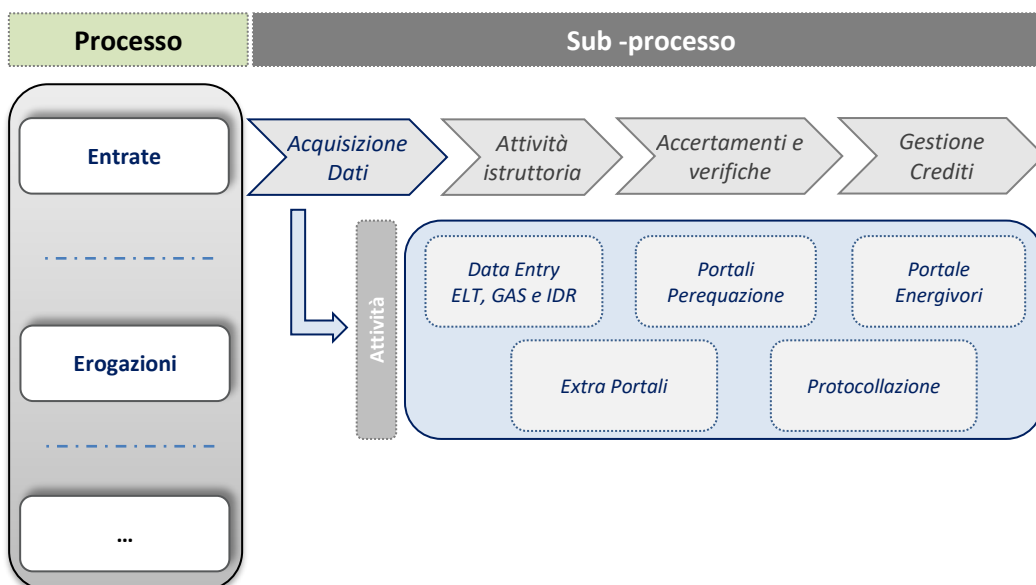 Processo
Sub -processo
Entrate
Acquisizione
Dati
Attività
istruttoria
Accertamenti e
verifiche
Gestione
Crediti
Attività
Data Entry
ELT, GAS e IDR
Portali
Perequazione
Portale
Energivori
Extra Portali
Protocollazione
Erogazioni
…